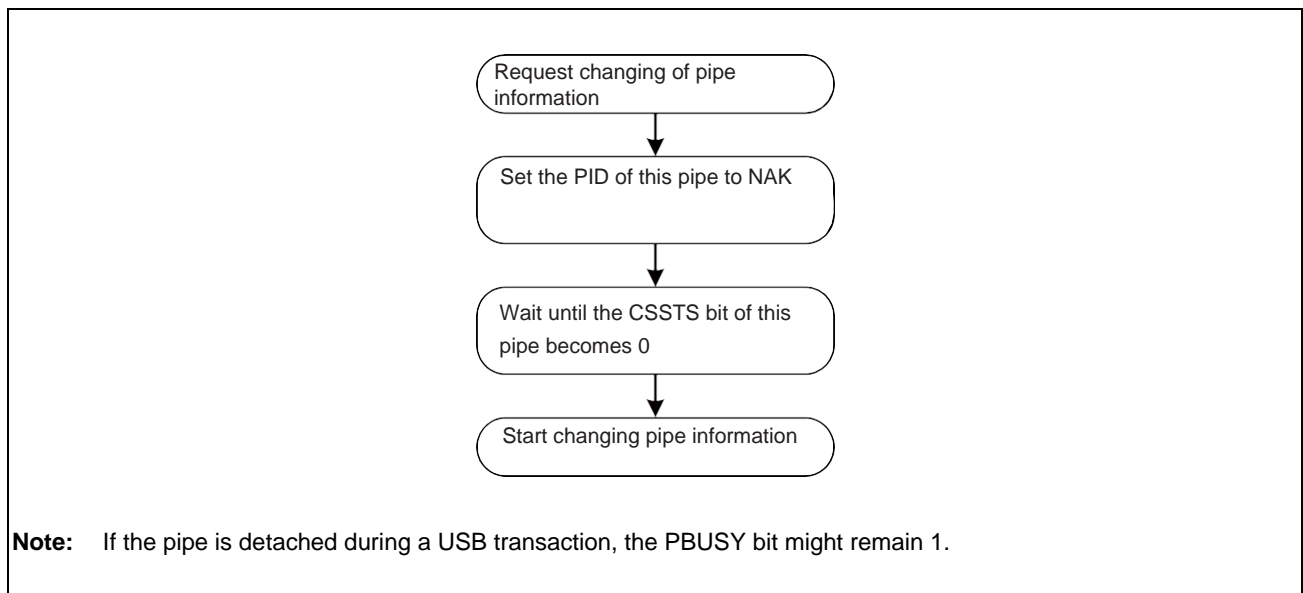 Request changing of pipe
information
Set the PID of this pipe to NAK
Wait until the CSSTS bit of this
pipe becomes 0
Start changing pipe information
Note: If the pipe is detached during a USB transaction, the PBUSY bit might remain 1.